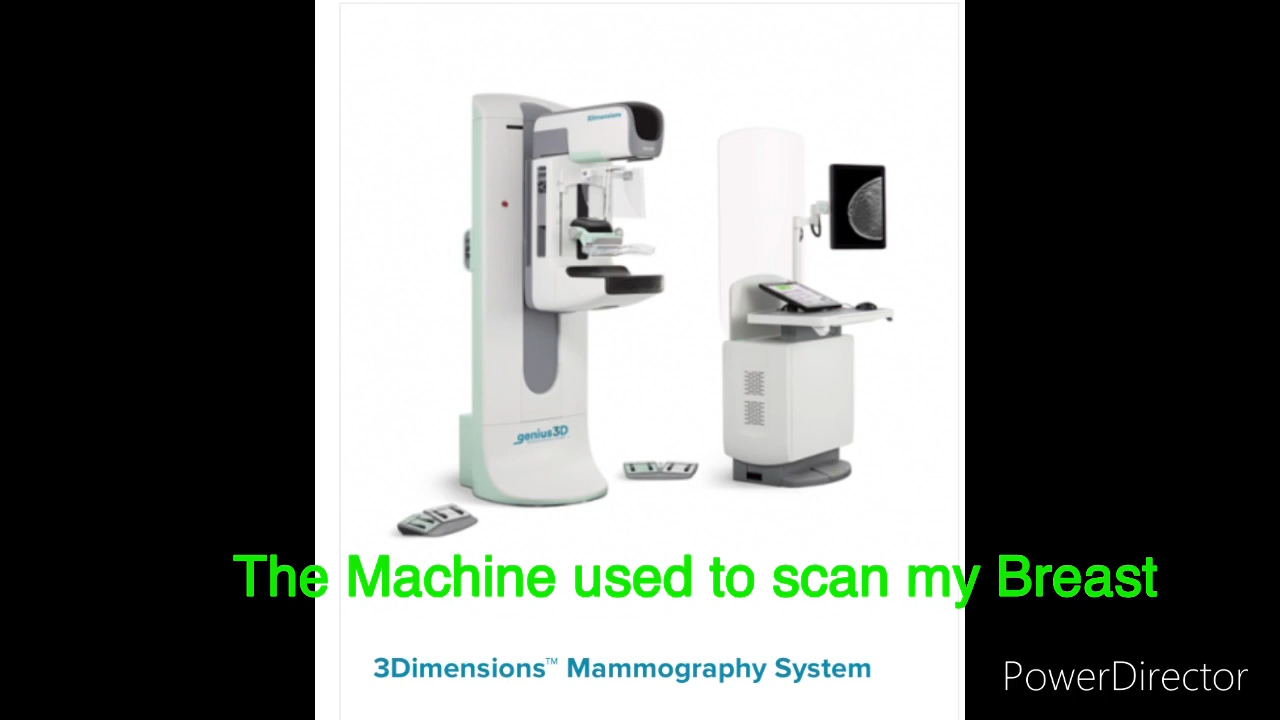 3Dimensions
genius3D
The Machine used to scan my Breast
3Dimensions™ Mammography System
PowerDirector